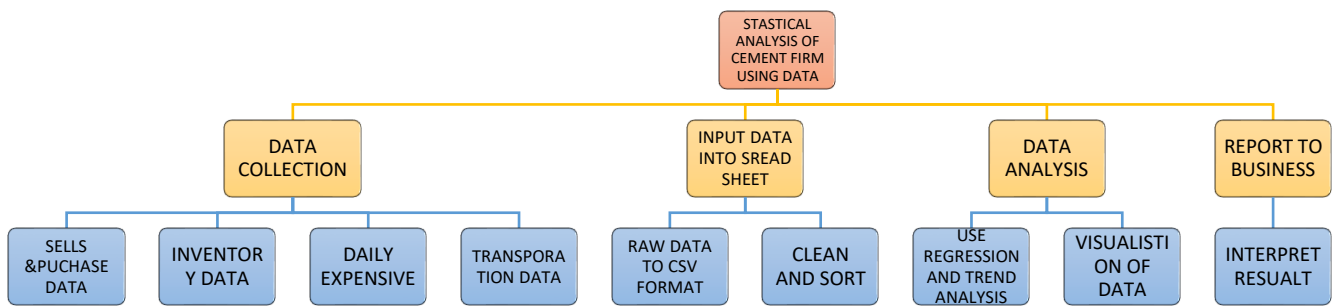 STASTICAL
ANALYSIS OF
CEMENT FIRM
USING DATA
DATA
COLLECTION
INPUT DATA
INTO SREAD
SHEET
DATA
ANALYSIS
REPORT TO
BUSINESS
SELLS
&PUCHASE
DATA
INVENTOR
Y DATA
DAILY
EXPENSIVE
TRANSPORA
TION DATA
RAW DATA
TO CSV
FORMAT
CLEAN
AND SORT
USE
REGRESSION
AND TREND
ANALYSIS
VISUALISTI
ON OF
DATA
INTERPRET
RESUALT